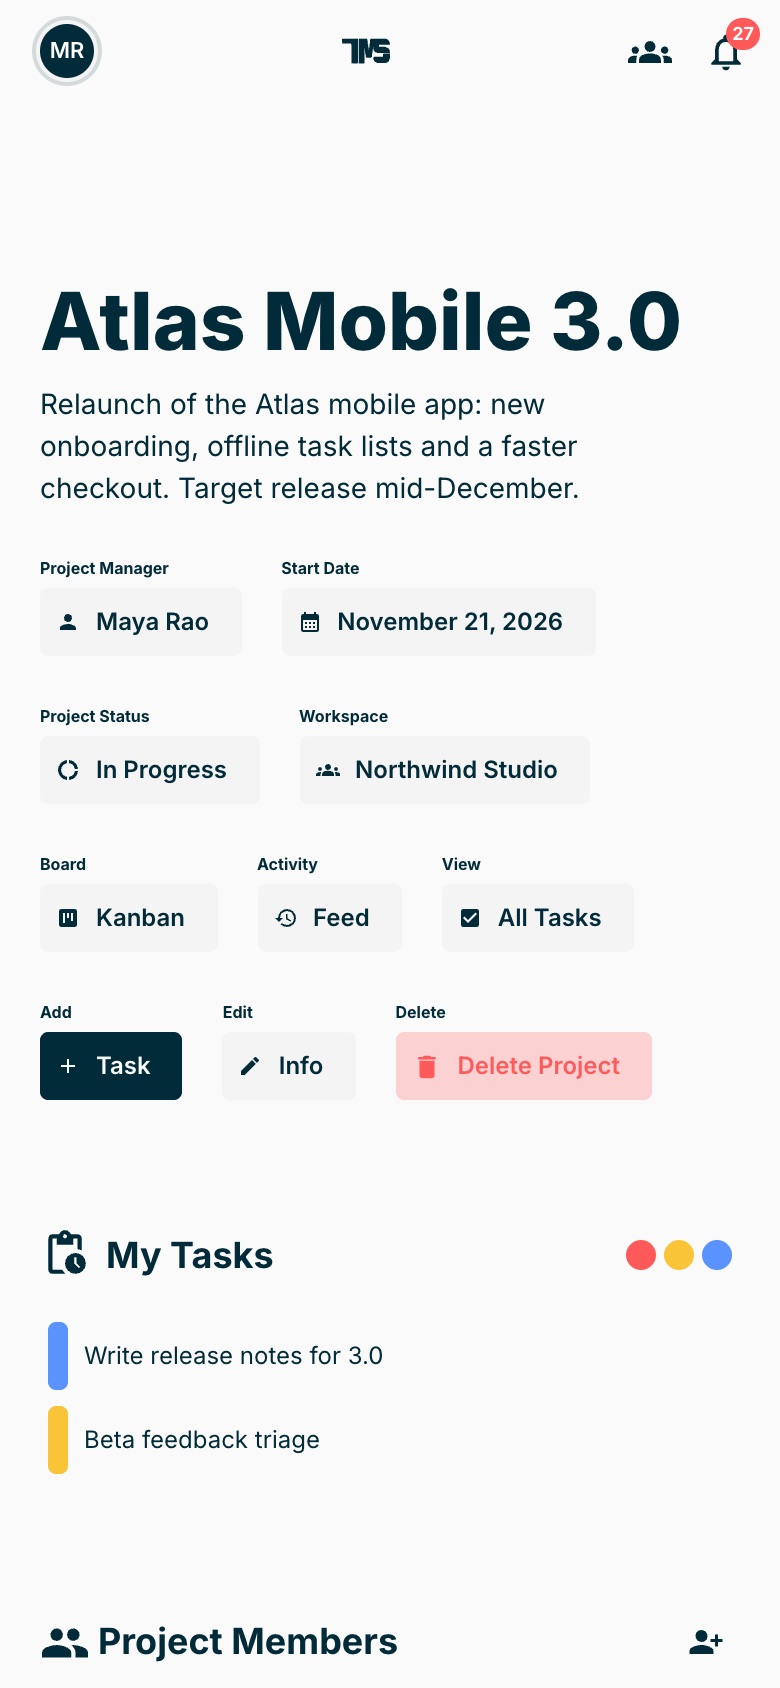 MR
TMS
27
Atlas Mobile 3.0
Relaunch of the Atlas mobile app: new
onboarding, offline task lists and a faster
checkout. Target release mid-December.
Project Manager
Start Date
Maya Rao
November 21, 2026
Project Status
Workspace
In Progress
Northwind Studio
Board
Activity
View
Kanban
Feed
All Tasks
Add
Edit
Delete
Task
Info
Delete Project
My Tasks
Write release notes for 3.0
Beta feedback triage
Project Members